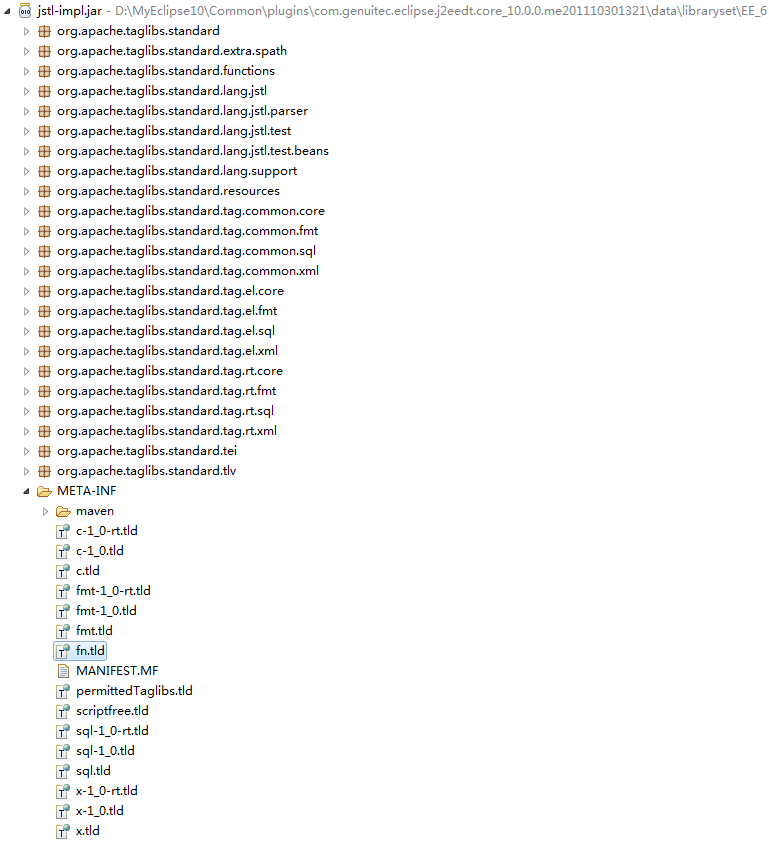 jstl-impl.jar - D:\MyEclipse10\Common\plugins\com.genuitec.eclipse.j2eedt.core_10.0.0.me201110301321\data\libraryset\EE_6
org.apache.taglibs.standard
org.apache.taglibs.standard.extra.spath
org.apache.taglibs.standard.functions
org.apache.taglibs.standard.lang.jstl
org.apache.taglibs.standard.lang.jstl.parser
org.apache.taglibs.standard.lang.jstl.test
org.apache.taglibs.standard.lang.jstl.test.beans
org.apache.taglibs.standard.lang.support
org.apache.taglibs.standard.resources
org.apache.taglibs.standard.tag.common.core
org.apache.taglibs.standard.tag.common.fmt
org.apache.taglibs.standard.tag.common.sql
org.apache.taglibs.standard.tag.common.xml
org.apache.taglibs.standard.tag.el.core
org.apache.taglibs.standard.tag.el.fmt
org.apache.taglibs.standard.tag.el.sql
org.apache.taglibs.standard.tag.el.xml
org.apache.taglibs.standard.tag.rt.core
org.apache.taglibs.standard.tag.rt.fmt
org.apache.taglibs.standard.tag.rt.sql
org.apache.taglibs.standard.tag.rt.xml
org.apache.taglibs.standard.tei
org.apache.taglibs.standard.tlv
META-INF
maven
c-1_0-rt.tld
c-1_0.tld
c.tld
fmt-1_0-rt.tld
fmt-1_0.tld
fmt.tld
fn.tld
MANIFEST.MF
permittedTaglibs.tld
scriptfree.tld
sql-1_0-rt.tld
sql-1_0.tld
sql.tld
x-1_0-rt.tld
x-1_0.tld
x.tld